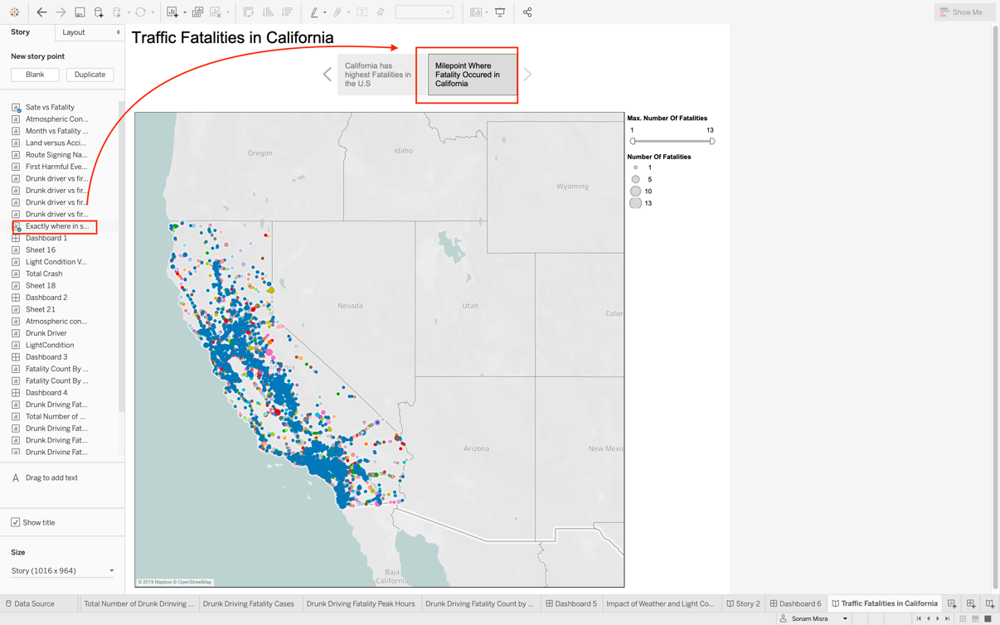 Show Me
Story
Layout
New story point
Blank
Duplicate
Sate vs Fatality
Atmospheric Con...
Month vs Fatality ...
Land versus Acci...
Route Signing Na...
First Harmful Eve...
Drunk driver vs fir...
Drunk driver vs fir...
Drunk driver vs fir...
Drunk driver vs fir...
Exactly where in s...
Dashboard 1
Sheet 16
Light Condition V...
Total Crash
Sheet 18
Dashboard 2
Sheet 21
Atmospheric con...
Drunk Driver
LightCondition
Dashboard 3
Fatality Count By ...
Fatality Count By ...
Dashboard 4
Drunk Driving Fat...
Total Number of ...
Drunk Driving Fat...
Drunk Driving Fat...
Drunk Driving Fat...
A Drag to add text
Show title
Size
Story (1016 x 964)
Traffic Fatalities in California
California has
highest Fatalities in
the U.S
Milepoint Where
Fatality Occured in
California
Oregon
Idaho
Wyoming
Nevada
Utah
Color
Arizona
New Mexic
Baja
California
© 2019 Mapbox © OpenStreetMap
Max. Number Of Fatalities
1 13
Number Of Fatalities
1
5
10
13
Data Source
Total Number of Drunk Drinving ...
Drunk Driving Fatality Cases
Drunk Driving Fatality Peak Hours
Drunk Driving Fatality Count by ...
Dashboard 5
Impact of Weather and Light Co...
Story 2
Dashboard 6
Traffic Fatalities in California
Sonam Misra